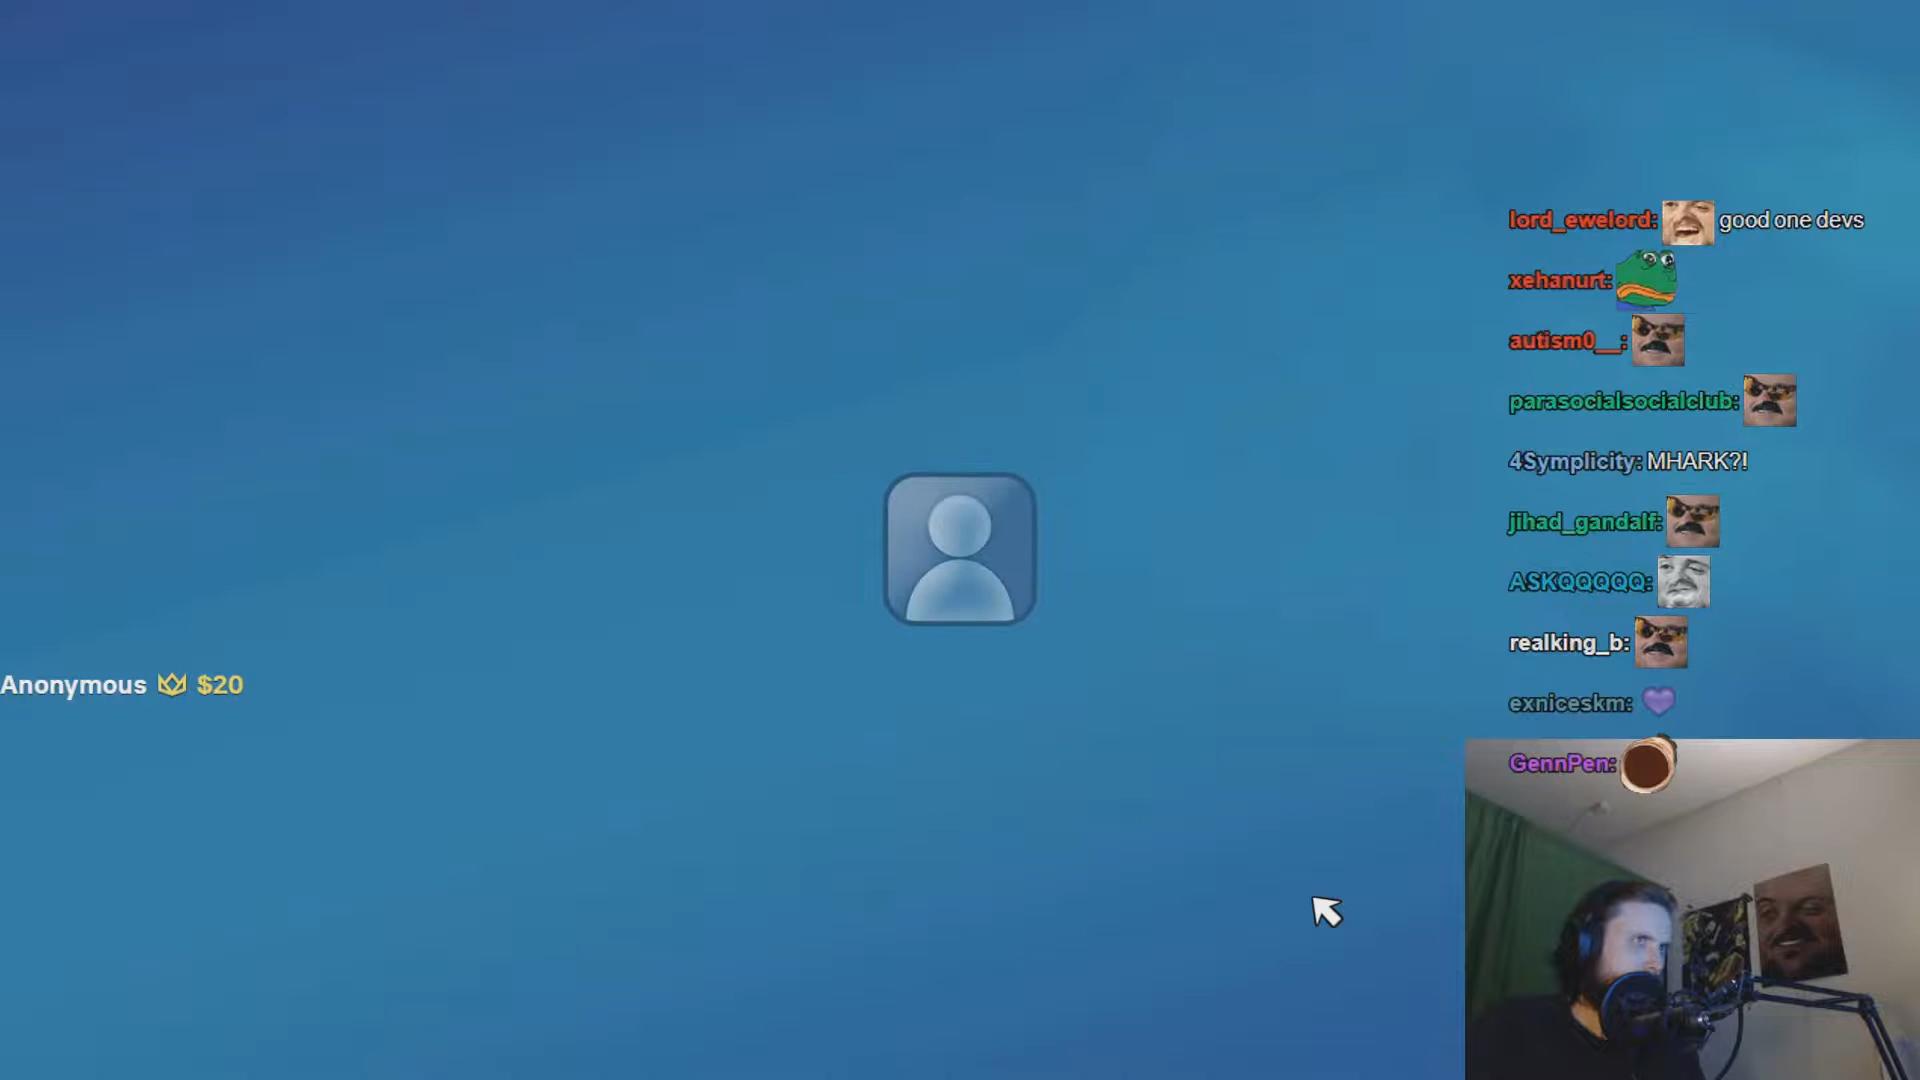 lord_ewelord: good one devs
xehanurt:
autism0__:
parasocialsocialclub:
4Symplicity: MHARK?!
jihad_gandalf:
ASKQQQQQ:
realking_b:
Anonymous $20
exniceskm:
GennPen: